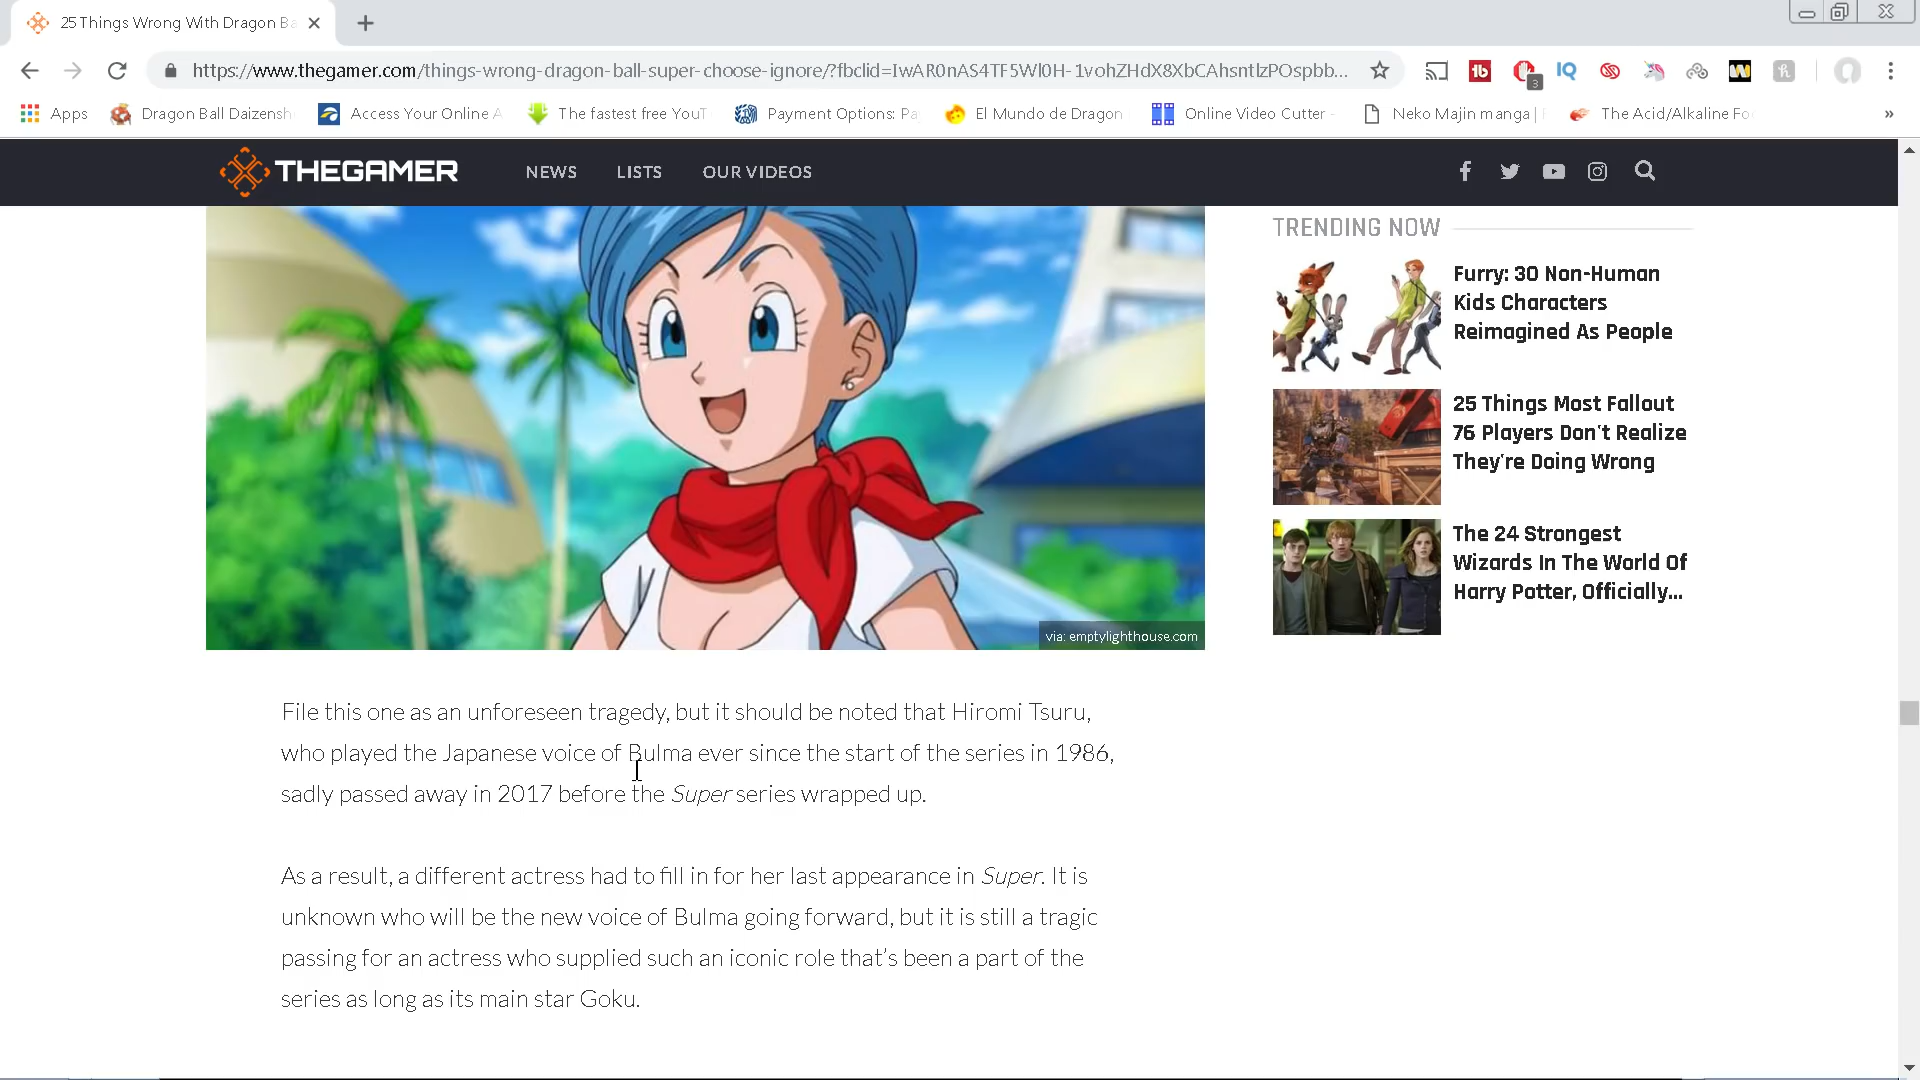 25 Things Wrong With Dragon Ba
https://www.thegamer.com/things-wrong-dragon-ball-super-choose-ignore/?fbclid=IwAR0nAS4TF5Wl0H-1vohZHdX8XbCAhsntlzPOspbb...
3
Apps
Dragon Ball Daizensh
Access Your Online A
The fastest free YouT
Payment Options: Pa
El Mundo de Dragon
Online Video Cutter -
Neko Majin manga |
The Acid/Alkaline Fo
»
THEGAMER
NEWS
LISTS
OUR VIDEOS
via: emptylighthouse.com
File this one as an unforeseen tragedy, but it should be noted that Hiromi Tsuru,
who played the Japanese voice of Bulma ever since the start of the series in 1986,
sadly passed away in 2017 before the Super series wrapped up.
As a result, a different actress had to fill in for her last appearance in Super. It is
unknown who will be the new voice of Bulma going forward, but it is still a tragic
passing for an actress who supplied such an iconic role that's been a part of the
series as long as its main star Goku.
TRENDING NOW
Furry: 30 Non-Human
Kids Characters
Reimagined As People
25 Things Most Fallout
76 Players Don't Realize
They're Doing Wrong
The 24 Strongest
Wizards In The World Of
Harry Potter, Officially...